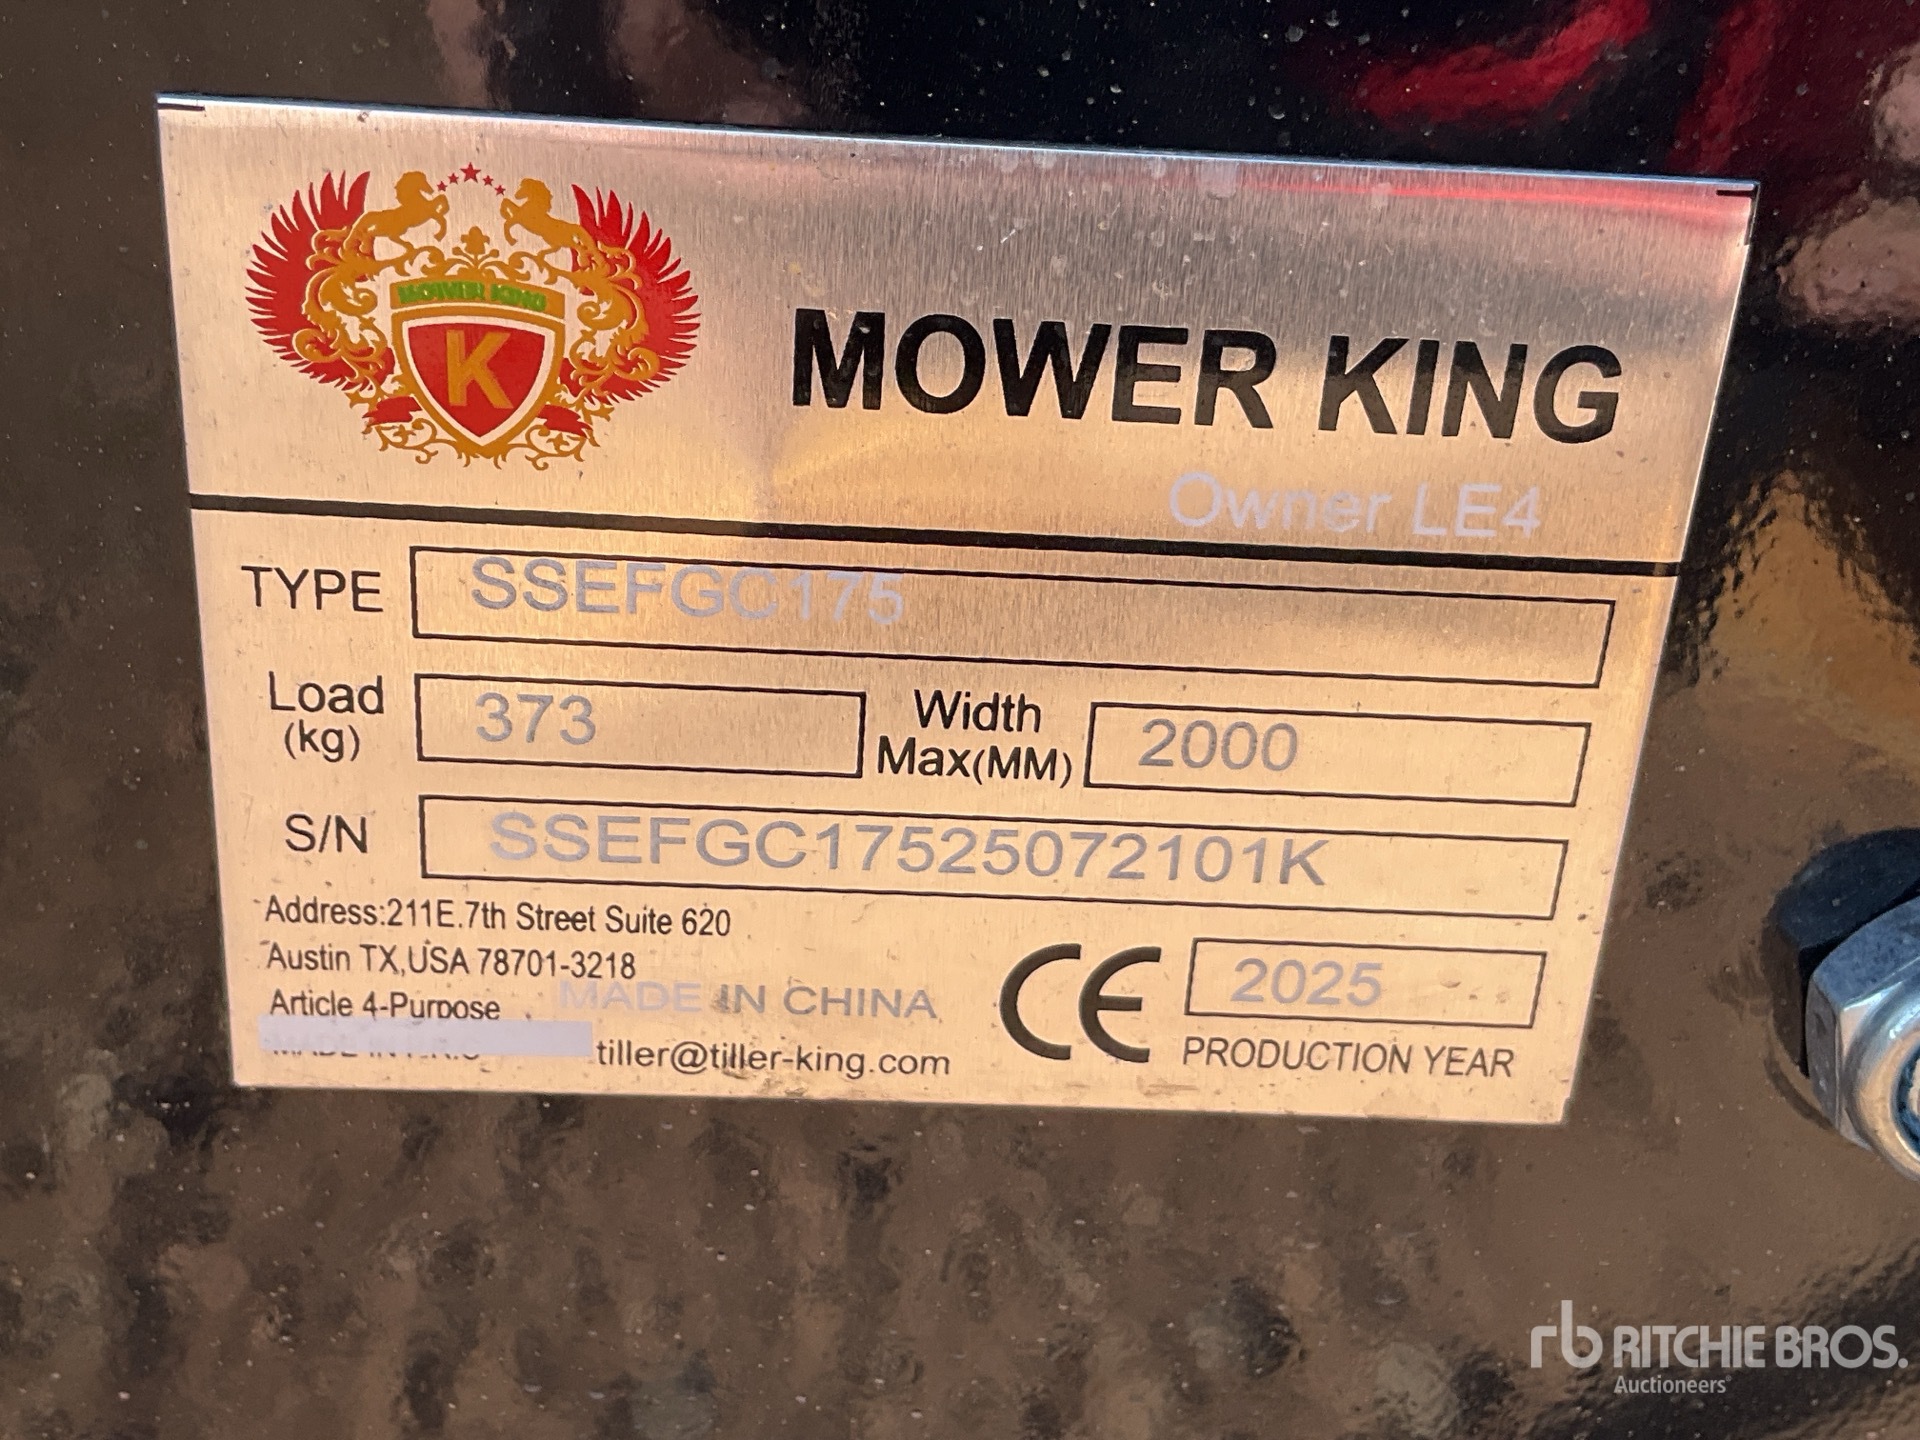 MOWER KING
K
MOWER KING
Owner LE4
TYPE SSEFGC175
Load (kg) 373 Width Max(MM) 2000
S/N SSEFGC17525072101K
Address:211E.7th Street Suite 620
Austin TX,USA 78701-3218
Article 4-Purpose MADE IN CHINA
tiller@tiller-king.com
CE 2025
PRODUCTION YEAR
rb RITCHIE BROS.
Auctioneers